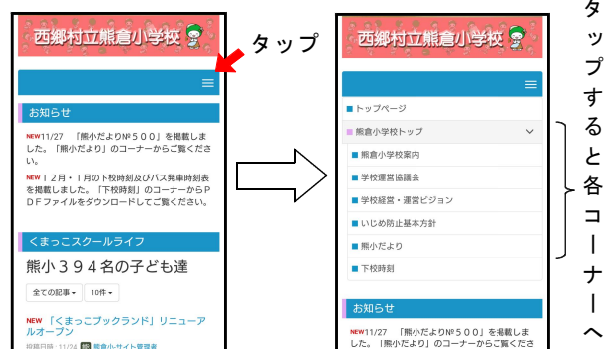 西郷村立熊倉小学校
お知らせ
NEW11/27 「熊小だよりNº５００」を掲載しま
した。「熊小だより」のコーナーからご覧くださ
い。
NEW１２月・１月の下校時刻及びバス発車時刻表
を掲載しました。「下校時刻」のコーナーからＰ
ＤＦファイルをダウンロードしてご覧ください。
くまっこスクールライフ
熊小３９４名の子ども達
全ての記事 10件
NEW 「くまっこブックランド」リニューア
ルオープン
投稿日時 : 11/24 熊倉小サイト管理者
タップ
西郷村立熊倉小学校
トップページ
熊倉小学校トップ
熊倉小学校案内
学校運営協議会
学校経営・運営ビジョン
いじめ防止基本方針
熊小だより
下校時刻
お知らせ
NEW11/27 「熊小だよりNº５００」を掲載しま
した。「熊小だより」のコーナーからご覧くださ
タップすると各コーナーへ